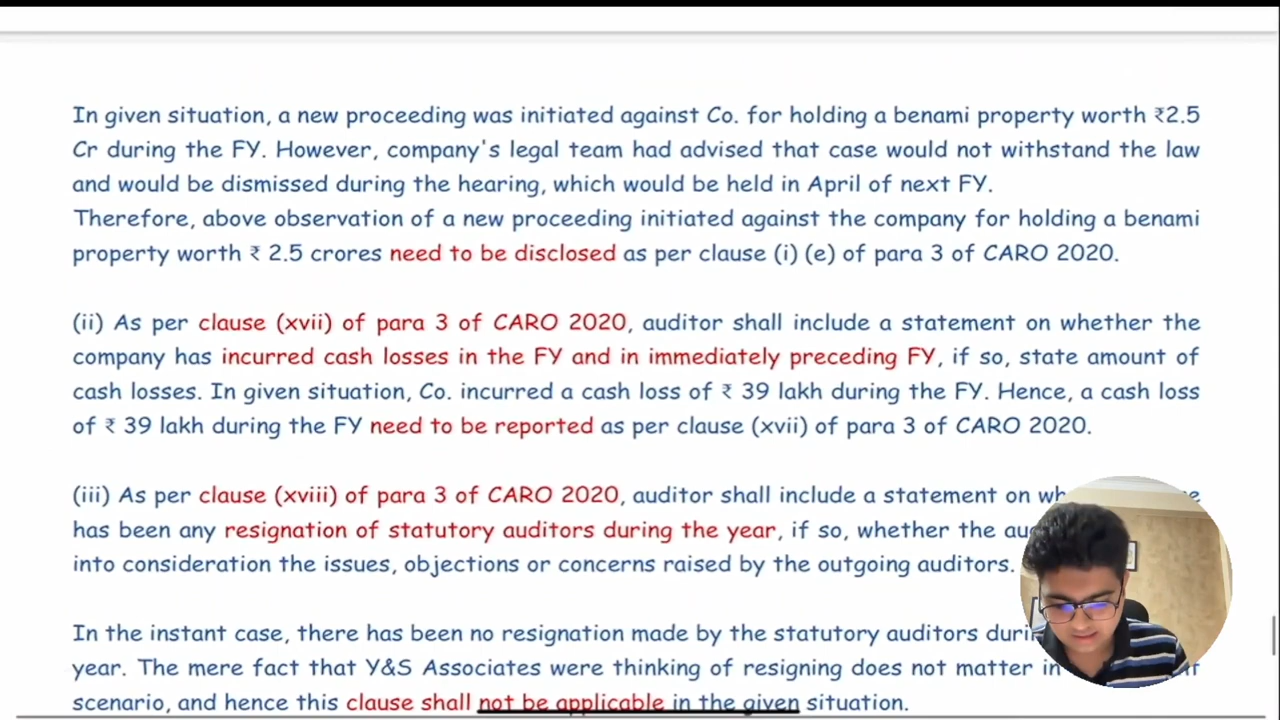 In given situation, a new proceeding was initiated against Co. for holding a benami property worth ₹2.5
Cr during the FY. However, company's legal team had advised that case would not withstand the law
and would be dismissed during the hearing, which would be held in April of next FY.
Therefore, above observation of a new proceeding initiated against the company for holding a benami
property worth ₹ 2.5 crores need to be disclosed as per clause (i) (e) of para 3 of CARO 2020.
(ii) As per clause (xvii) of para 3 of CARO 2020, auditor shall include a statement on whether the
company has incurred cash losses in the FY and in immediately preceding FY, if so, state amount of
cash losses. In given situation, Co. incurred a cash loss of ₹ 39 lakh during the FY. Hence, a cash loss
of ₹ 39 lakh during the FY need to be reported as per clause (xvii) of para 3 of CARO 2020.
(iii) As per clause (xviii) of para 3 of CARO 2020, auditor shall include a statement on
has been any resignation of statutory auditors during the year, if so, whether the
into consideration the issues, objections or concerns raised by the outgoing auditors.
In the instant case, there has been no resignation made by the statutory auditors
year. The mere fact that Y&S Associates were thinking of resigning does not matter in
scenario, and hence this clause shall not be applicable in the given situation.